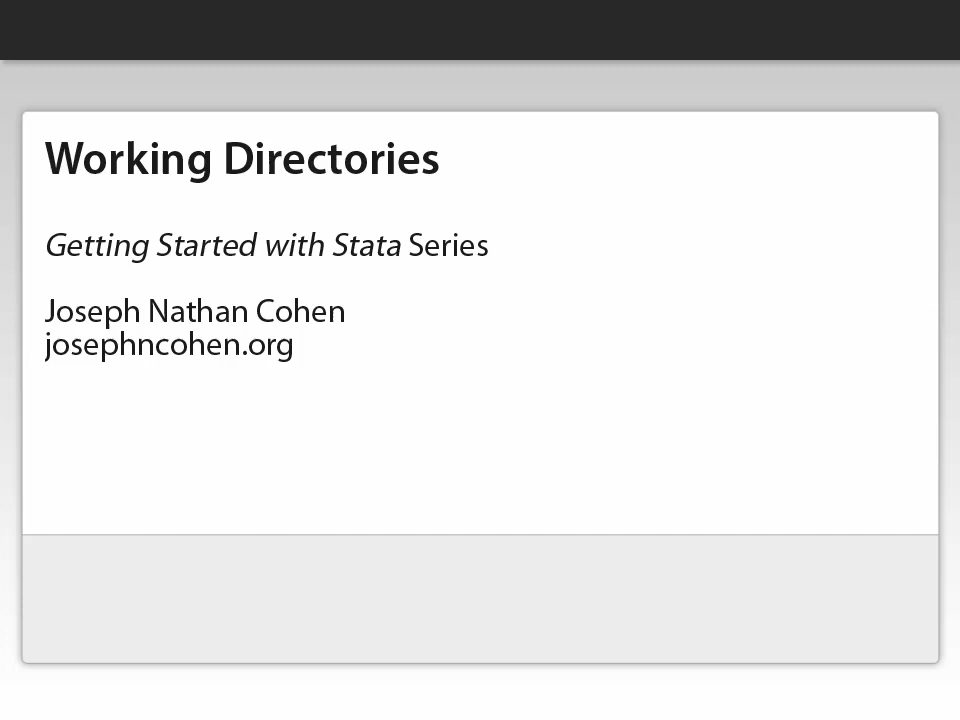 Working Directories
Getting Started with Stata Series
Joseph Nathan Cohen
josephncohen.org